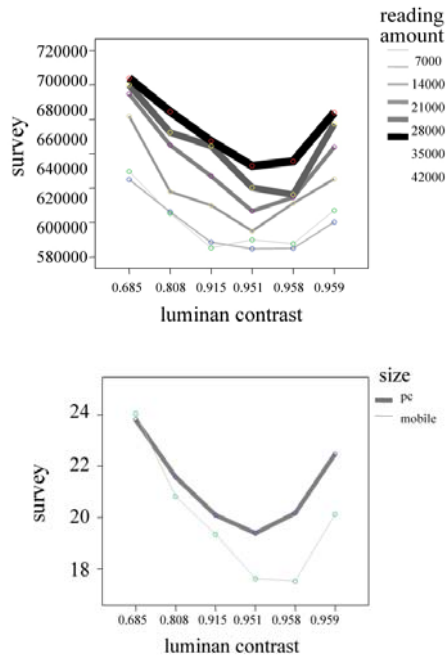 reading
amount
7000
14000
21000
28000
35000
42000
720000
700000
680000
660000
640000
620000
600000
580000
survey
0.685 0.808 0.915 0.951 0.958 0.959
luminan contrast
size
pc
mobile
24
22
20
18
survey
0.685 0.808 0.915 0.951 0.958 0.959
luminan contrast